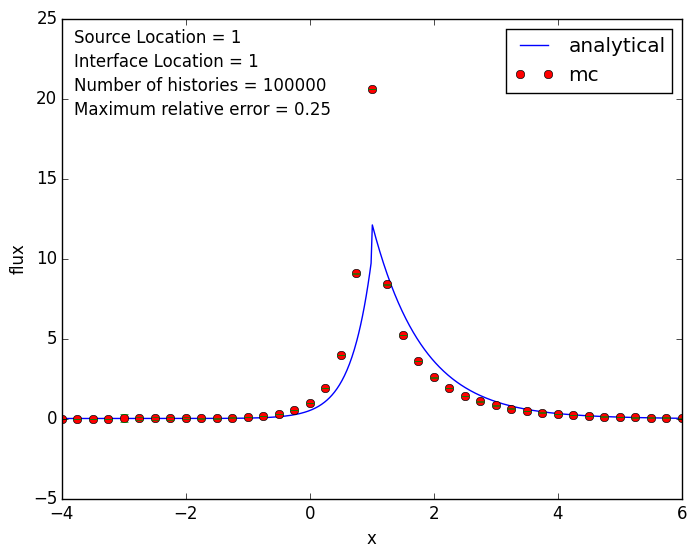 25
20
15
10
5
0
−5
flux
Source Location = 1
Interface Location = 1
Number of histories = 100000
Maximum relative error = 0.25
analytical
mc
−4 −2 0 2 4 6
x